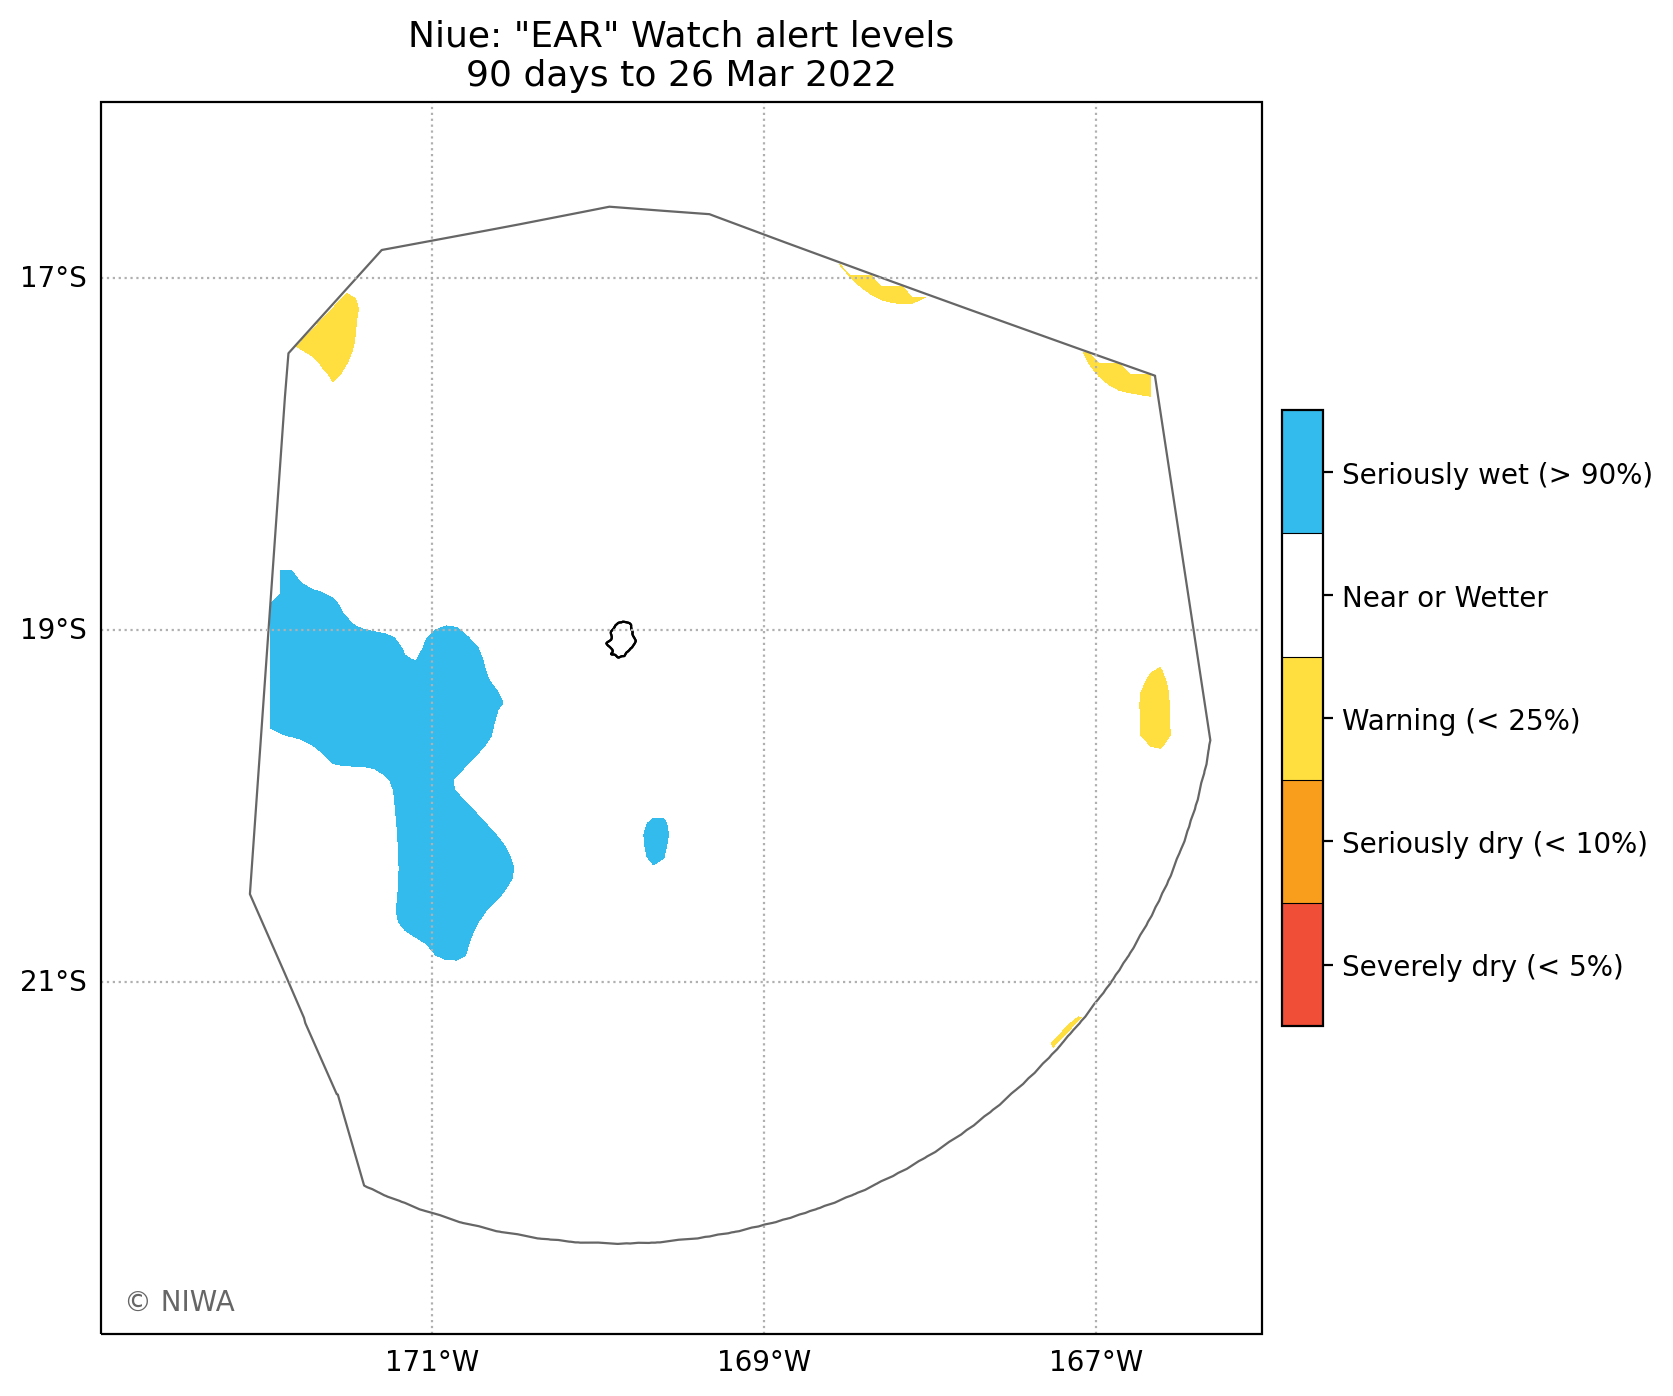 Niue: "EAR" Watch alert levels
90 days to 26 Mar 2022
17°S
19°S
21°S
171°W
169°W
167°W
Seriously wet (> 90%)
Near or Wetter
Warning (< 25%)
Seriously dry (< 10%)
Severely dry (< 5%)
© NIWA